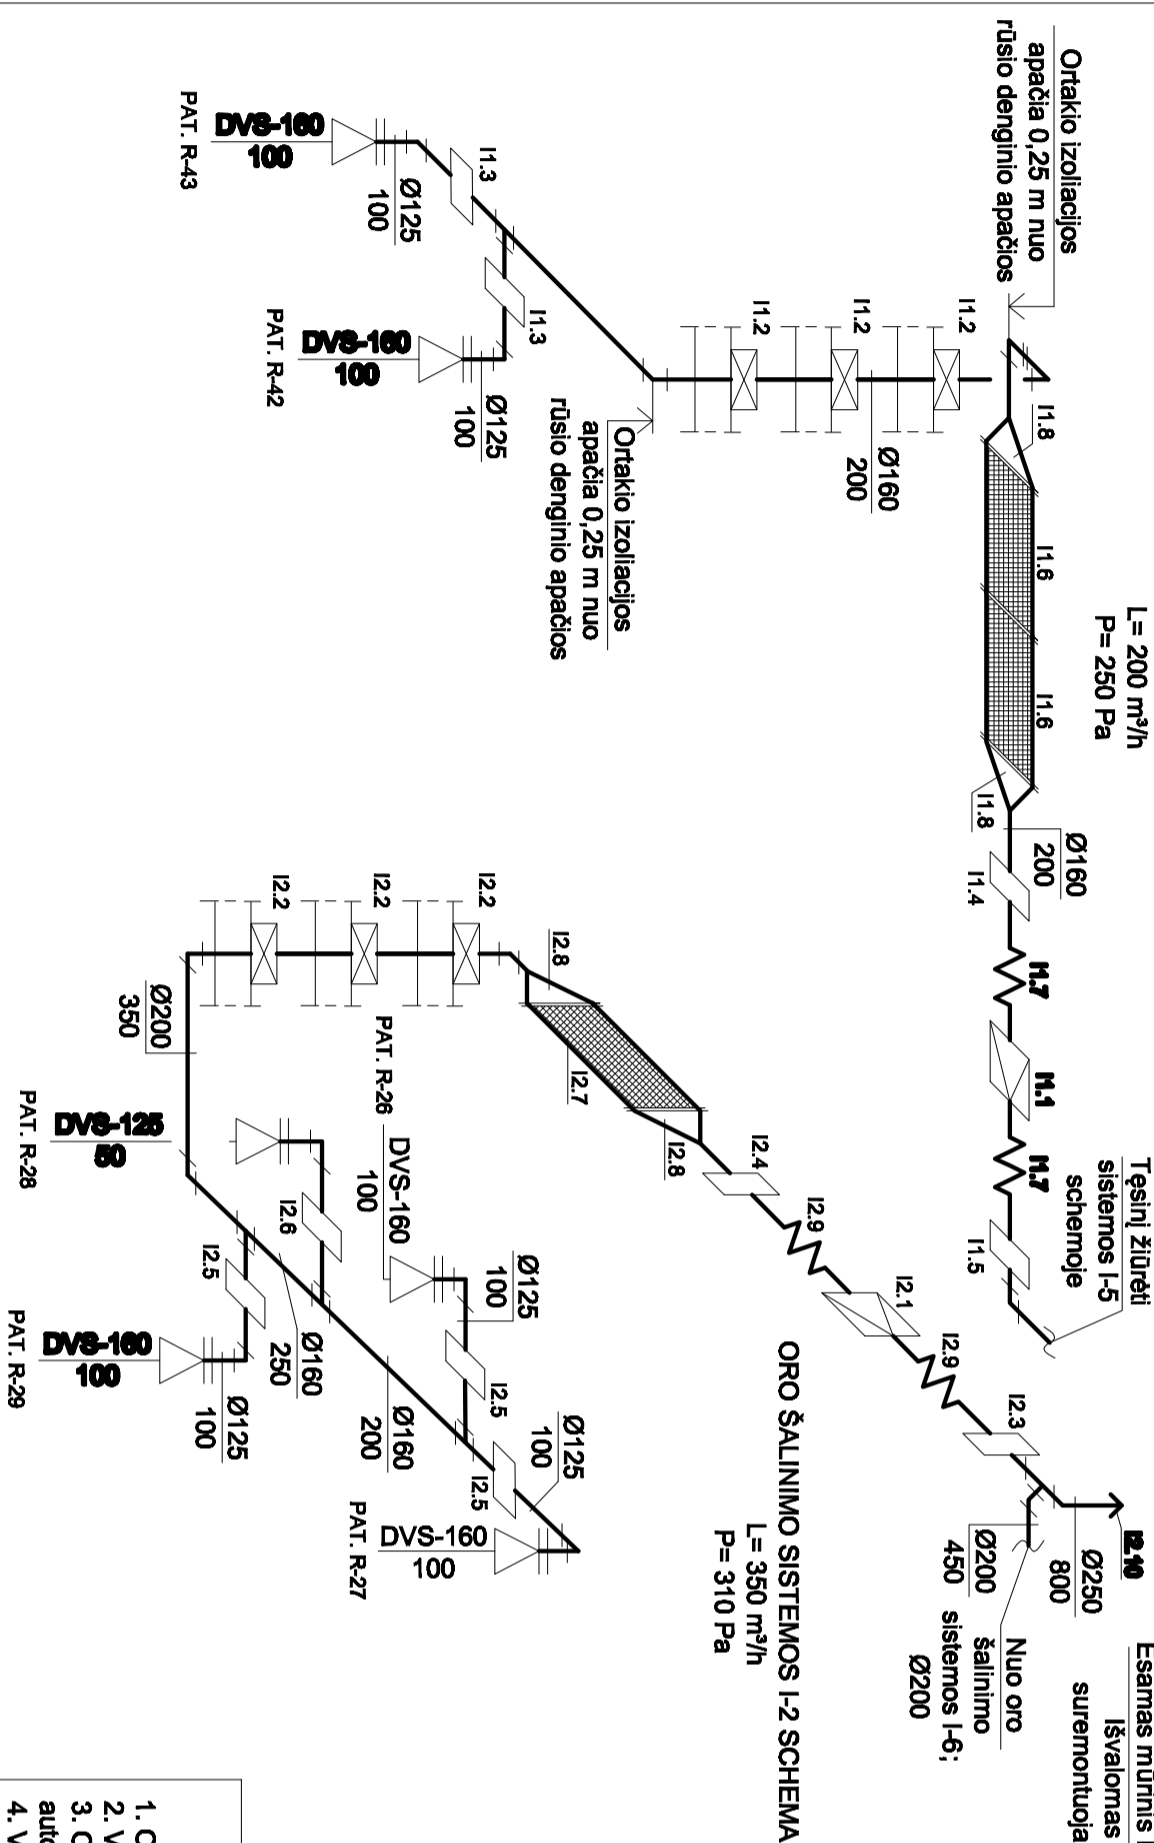 Ortakio izoliacijos
apačia 0,25 m nuo
rūsio denginio apačios
L= 200 m³/h
P= 250 Pa
I1.8
I1.6
I1.6
I1.8
Ø160
200
I1.4
I1.7
I1.1
I1.7
I1.5
Tęsinį žiūrėti
sistemos I-5
schemoje
I1.2
I1.2
I1.2
Ø160
200
Ortakio izoliacijos
apačia 0,25 m nuo
rūsio denginio apačios
I1.3
Ø125
100
DVS-160
100
PAT. R-43
I1.3
Ø125
100
DVS-160
100
PAT. R-42
ORO ŠALINIMO SISTEMOS I-2 SCHEMA
L= 350 m³/h
P= 310 Pa
I2.10
Ø250
800
Ø200
450
Nuo oro
šalinimo
sistemos I-6;
Ø200
Esamas mūrinis
Išvalomas
suremontuoja
I2.3
I2.9
I2.1
I2.9
I2.4
I2.8
I2.7
I2.8
I2.2
I2.2
I2.2
Ø200
350
PAT. R-26
DVS-160
100
Ø125
100
I2.5
Ø125
100
I2.5
DVS-160
100
PAT. R-27
Ø160
200
Ø160
250
I2.6
DVS-125
50
PAT. R-28
I2.5
Ø125
100
DVS-160
100
PAT. R-29
1.
2.
3.
4.